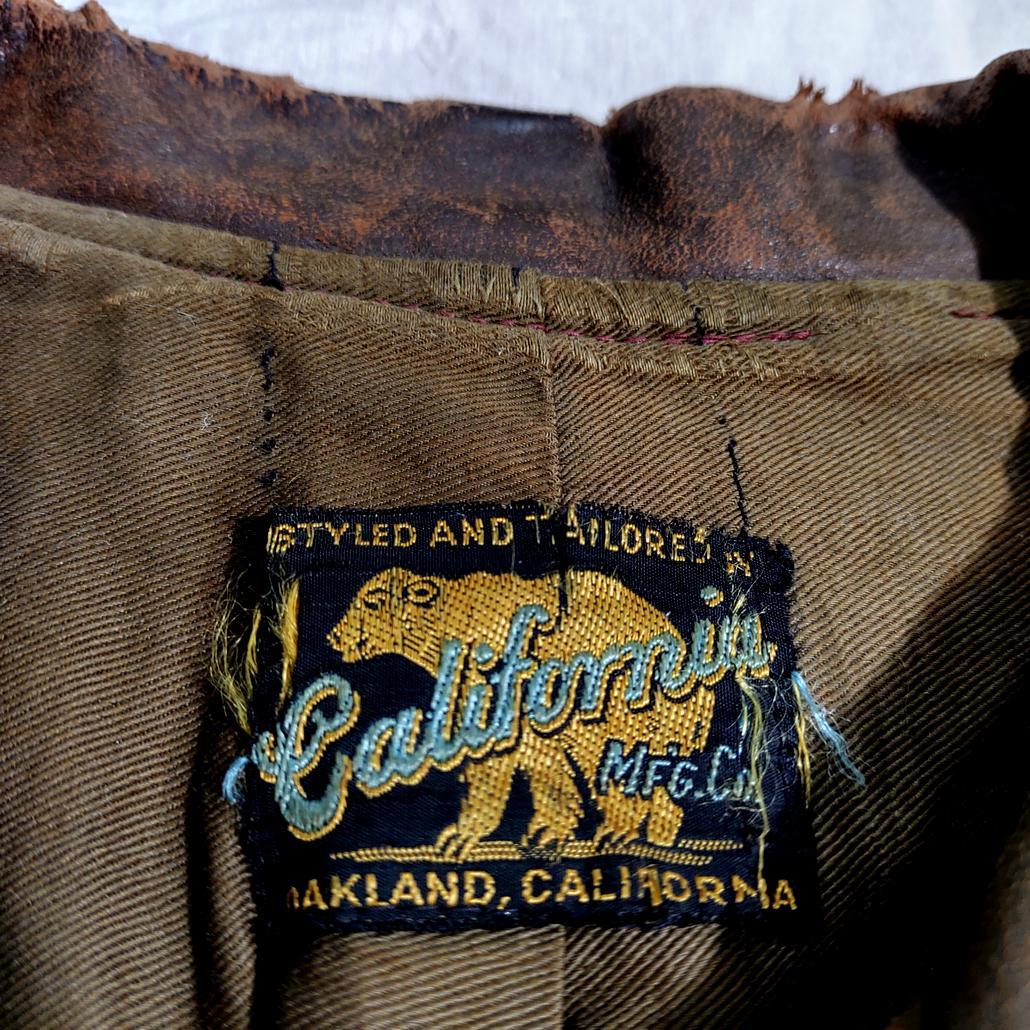 STYLED AND TAILORED IN
California
MFG. Co.
OAKLAND, CALIFORNIA